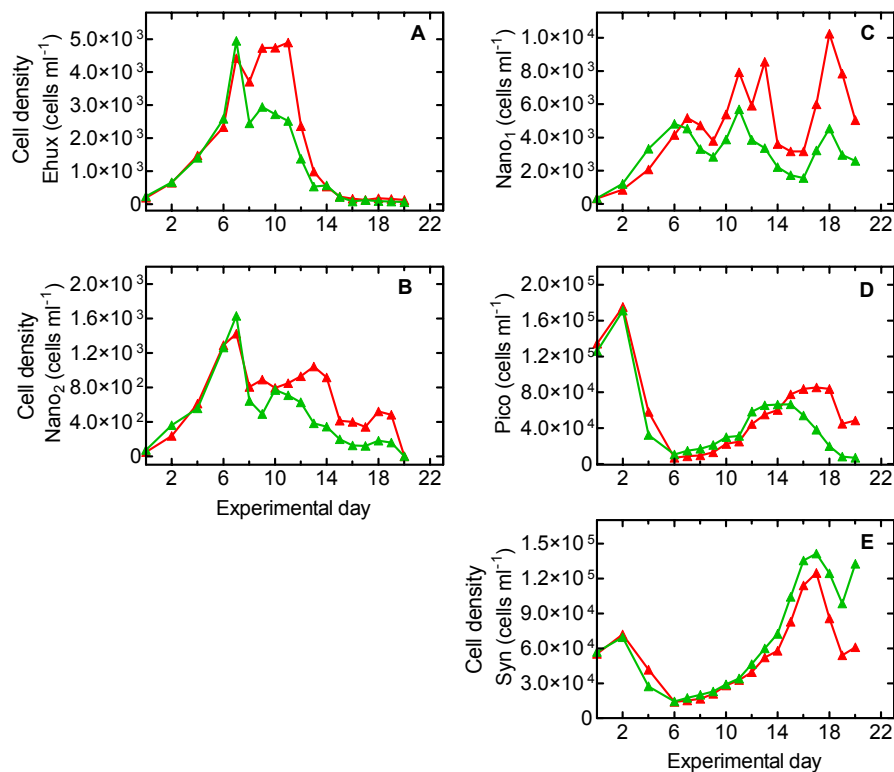 A
Cell density
Ehux (cells ml⁻¹)
5.0×10³
4.0×10³
3.0×10³
2.0×10³
1.0×10³
0
2 6 10 14 18 22
C
Nano₁ (cells ml⁻¹)
1.0×10⁴
8.0×10³
6.0×10³
4.0×10³
2.0×10³
0
2 6 10 14 18 22
B
Cell density
Nano₂ (cells ml⁻¹)
2.0×10³
1.6×10³
1.2×10³
8.0×10²
4.0×10²
0
2 6 10 14 18 22
Experimental day
D
Pico (cells ml⁻¹)
2.0×10⁵
1.6×10⁵
1.2×10⁵
8.0×10⁴
4.0×10⁴
0
2 6 10 14 18 22
E
Cell density
Syn (cells ml⁻¹)
1.5×10⁵
1.2×10⁵
9.0×10⁴
6.0×10⁴
3.0×10⁴
0
2 6 10 14 18 22
Experimental day